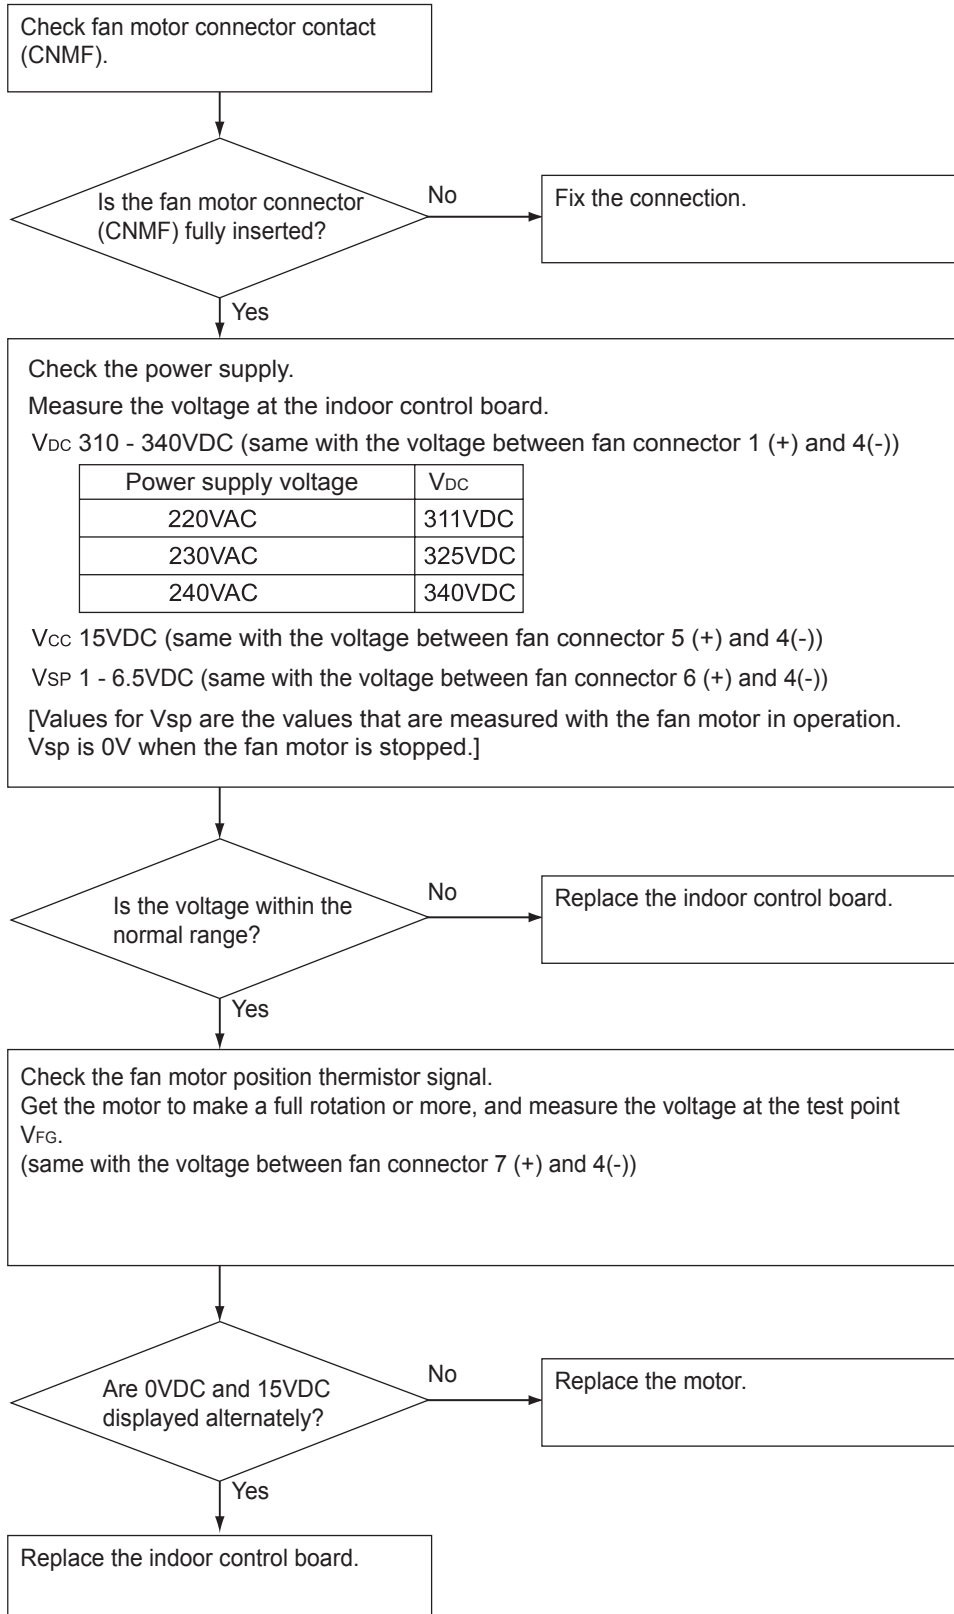 Check fan motor connector contact
(CNMF).
Is the fan motor connector
(CNMF) fully inserted?
No
Fix the connection.
Yes
Check the power supply.
Measure the voltage at the indoor control board.
VDC 310 - 340VDC (same with the voltage between fan connector 1 (+) and 4(-))
Power supply voltage VDC
220VAC 311VDC
230VAC 325VDC
240VAC 340VDC
VCC 15VDC (same with the voltage between fan connector 5 (+) and 4(-))
VSP 1 - 6.5VDC (same with the voltage between fan connector 6 (+) and 4(-))
[Values for Vsp are the values that are measured with the fan motor in operation.
Vsp is 0V when the fan motor is stopped.]
Is the voltage within the
normal range?
No
Replace the indoor control board.
Yes
Check the fan motor position thermistor signal.
Get the motor to make a full rotation or more, and measure the voltage at the test point
VFG.
(same with the voltage between fan connector 7 (+) and 4(-))
Are 0VDC and 15VDC
displayed alternately?
No
Replace the motor.
Yes
Replace the indoor control board.